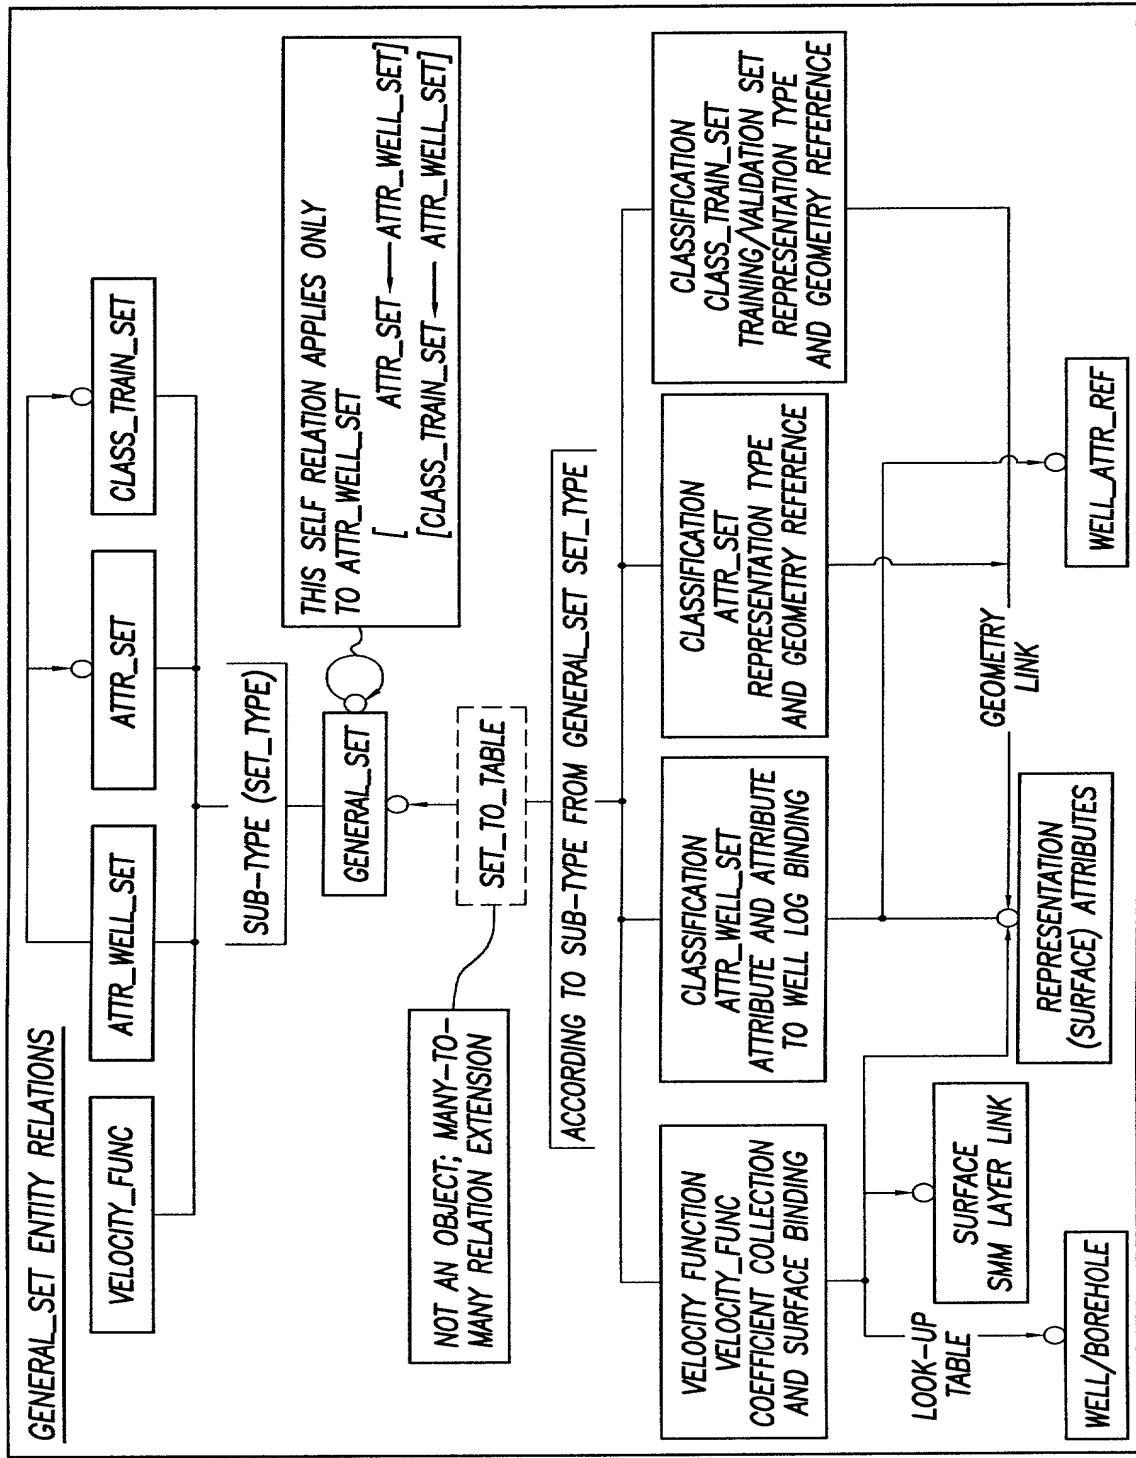 GENERAL_SET ENTITY RELATIONS
VELOCITY_FUNC
ATTR_WELL_SET
ATTR_SET
CLASS_TRAIN_SET
SUB-TYPE (SET_TYPE)
GENERAL_SET
THIS SELF RELATION APPLIES ONLY
TO ATTR_WELL_SET
[ ATTR_SET ATTR_WELL_SET]
[CLASS_TRAIN_SET ATTR_WELL_SET]
NOT AN OBJECT; MANY-TO-
MANY RELATION EXTENSION
SET_TO_TABLE
ACCORDING TO SUB-TYPE FROM GENERAL_SET SET_TYPE
VELOCITY FUNCTION
VELOCITY_FUNC
COEFFICIENT COLLECTION
AND SURFACE BINDING
CLASSIFICATION
ATTR_WELL_SET
ATTRIBUTE AND ATTRIBUTE
TO WELL LOG BINDING
CLASSIFICATION
ATTR_SET
REPRESENTATION TYPE
AND GEOMETRY REFERENCE
CLASSIFICATION
CLASS_TRAIN_SET
TRAINING/VALIDATION SET
REPRESENTATION TYPE
AND GEOMETRY REFERENCE
LOOK-UP
TABLE
WELL/BOREHOLE
SURFACE
SMM LAYER LINK
REPRESENTATION
(SURFACE) ATTRIBUTES
GEOMETRY
LINK
WELL_ATTR_REF